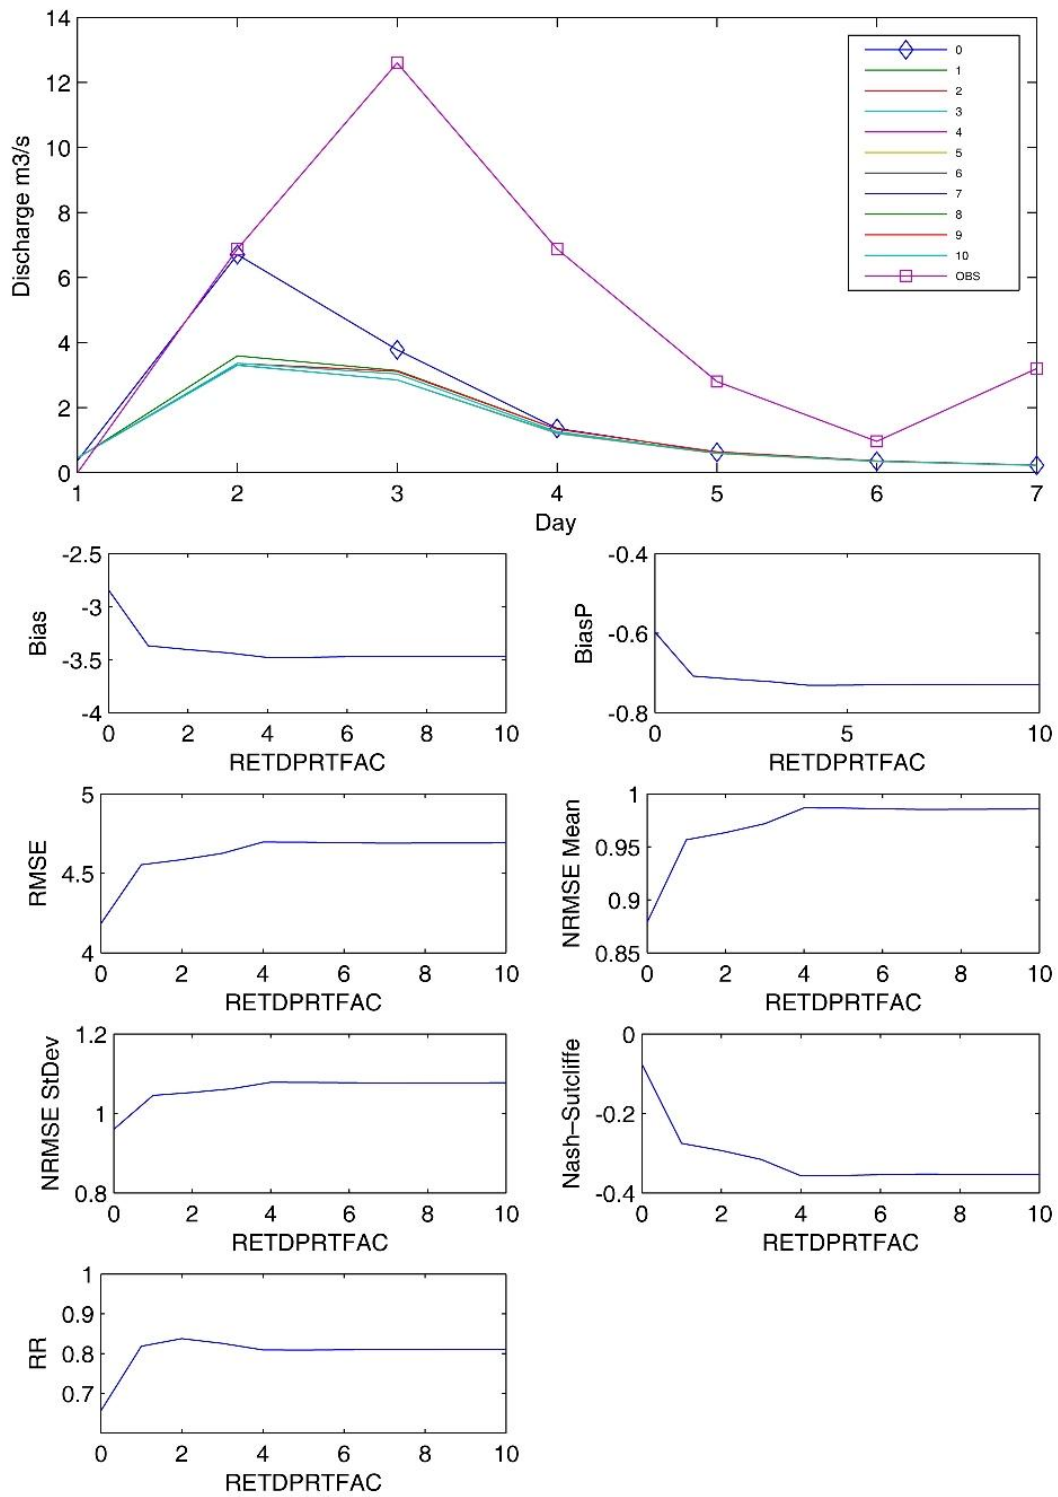 14
12
10
8
6
4
2
0
Discharge m3/s
1 2 3 4 5 6 7
Day
0
1
2
3
4
5
6
7
8
9
10
OBS
-2.5
-3
-3.5
-4
Bias
0 2 4 6 8 10
RETDPRTFAC
-0.4
-0.6
-0.8
BiasP
0 5 10
RETDPRTFAC
5
4.5
4
RMSE
0 2 4 6 8 10
RETDPRTFAC
1
0.95
0.9
0.85
NRMSE Mean
0 2 4 6 8 10
RETDPRTFAC
1.2
1
0.8
NRMSE StDev
0 2 4 6 8 10
RETDPRTFAC
0
-0.2
-0.4
Nash−Sutcliffe
0 2 4 6 8 10
RETDPRTFAC
1
0.9
0.8
0.7
RR
0 2 4 6 8 10
RETDPRTFAC